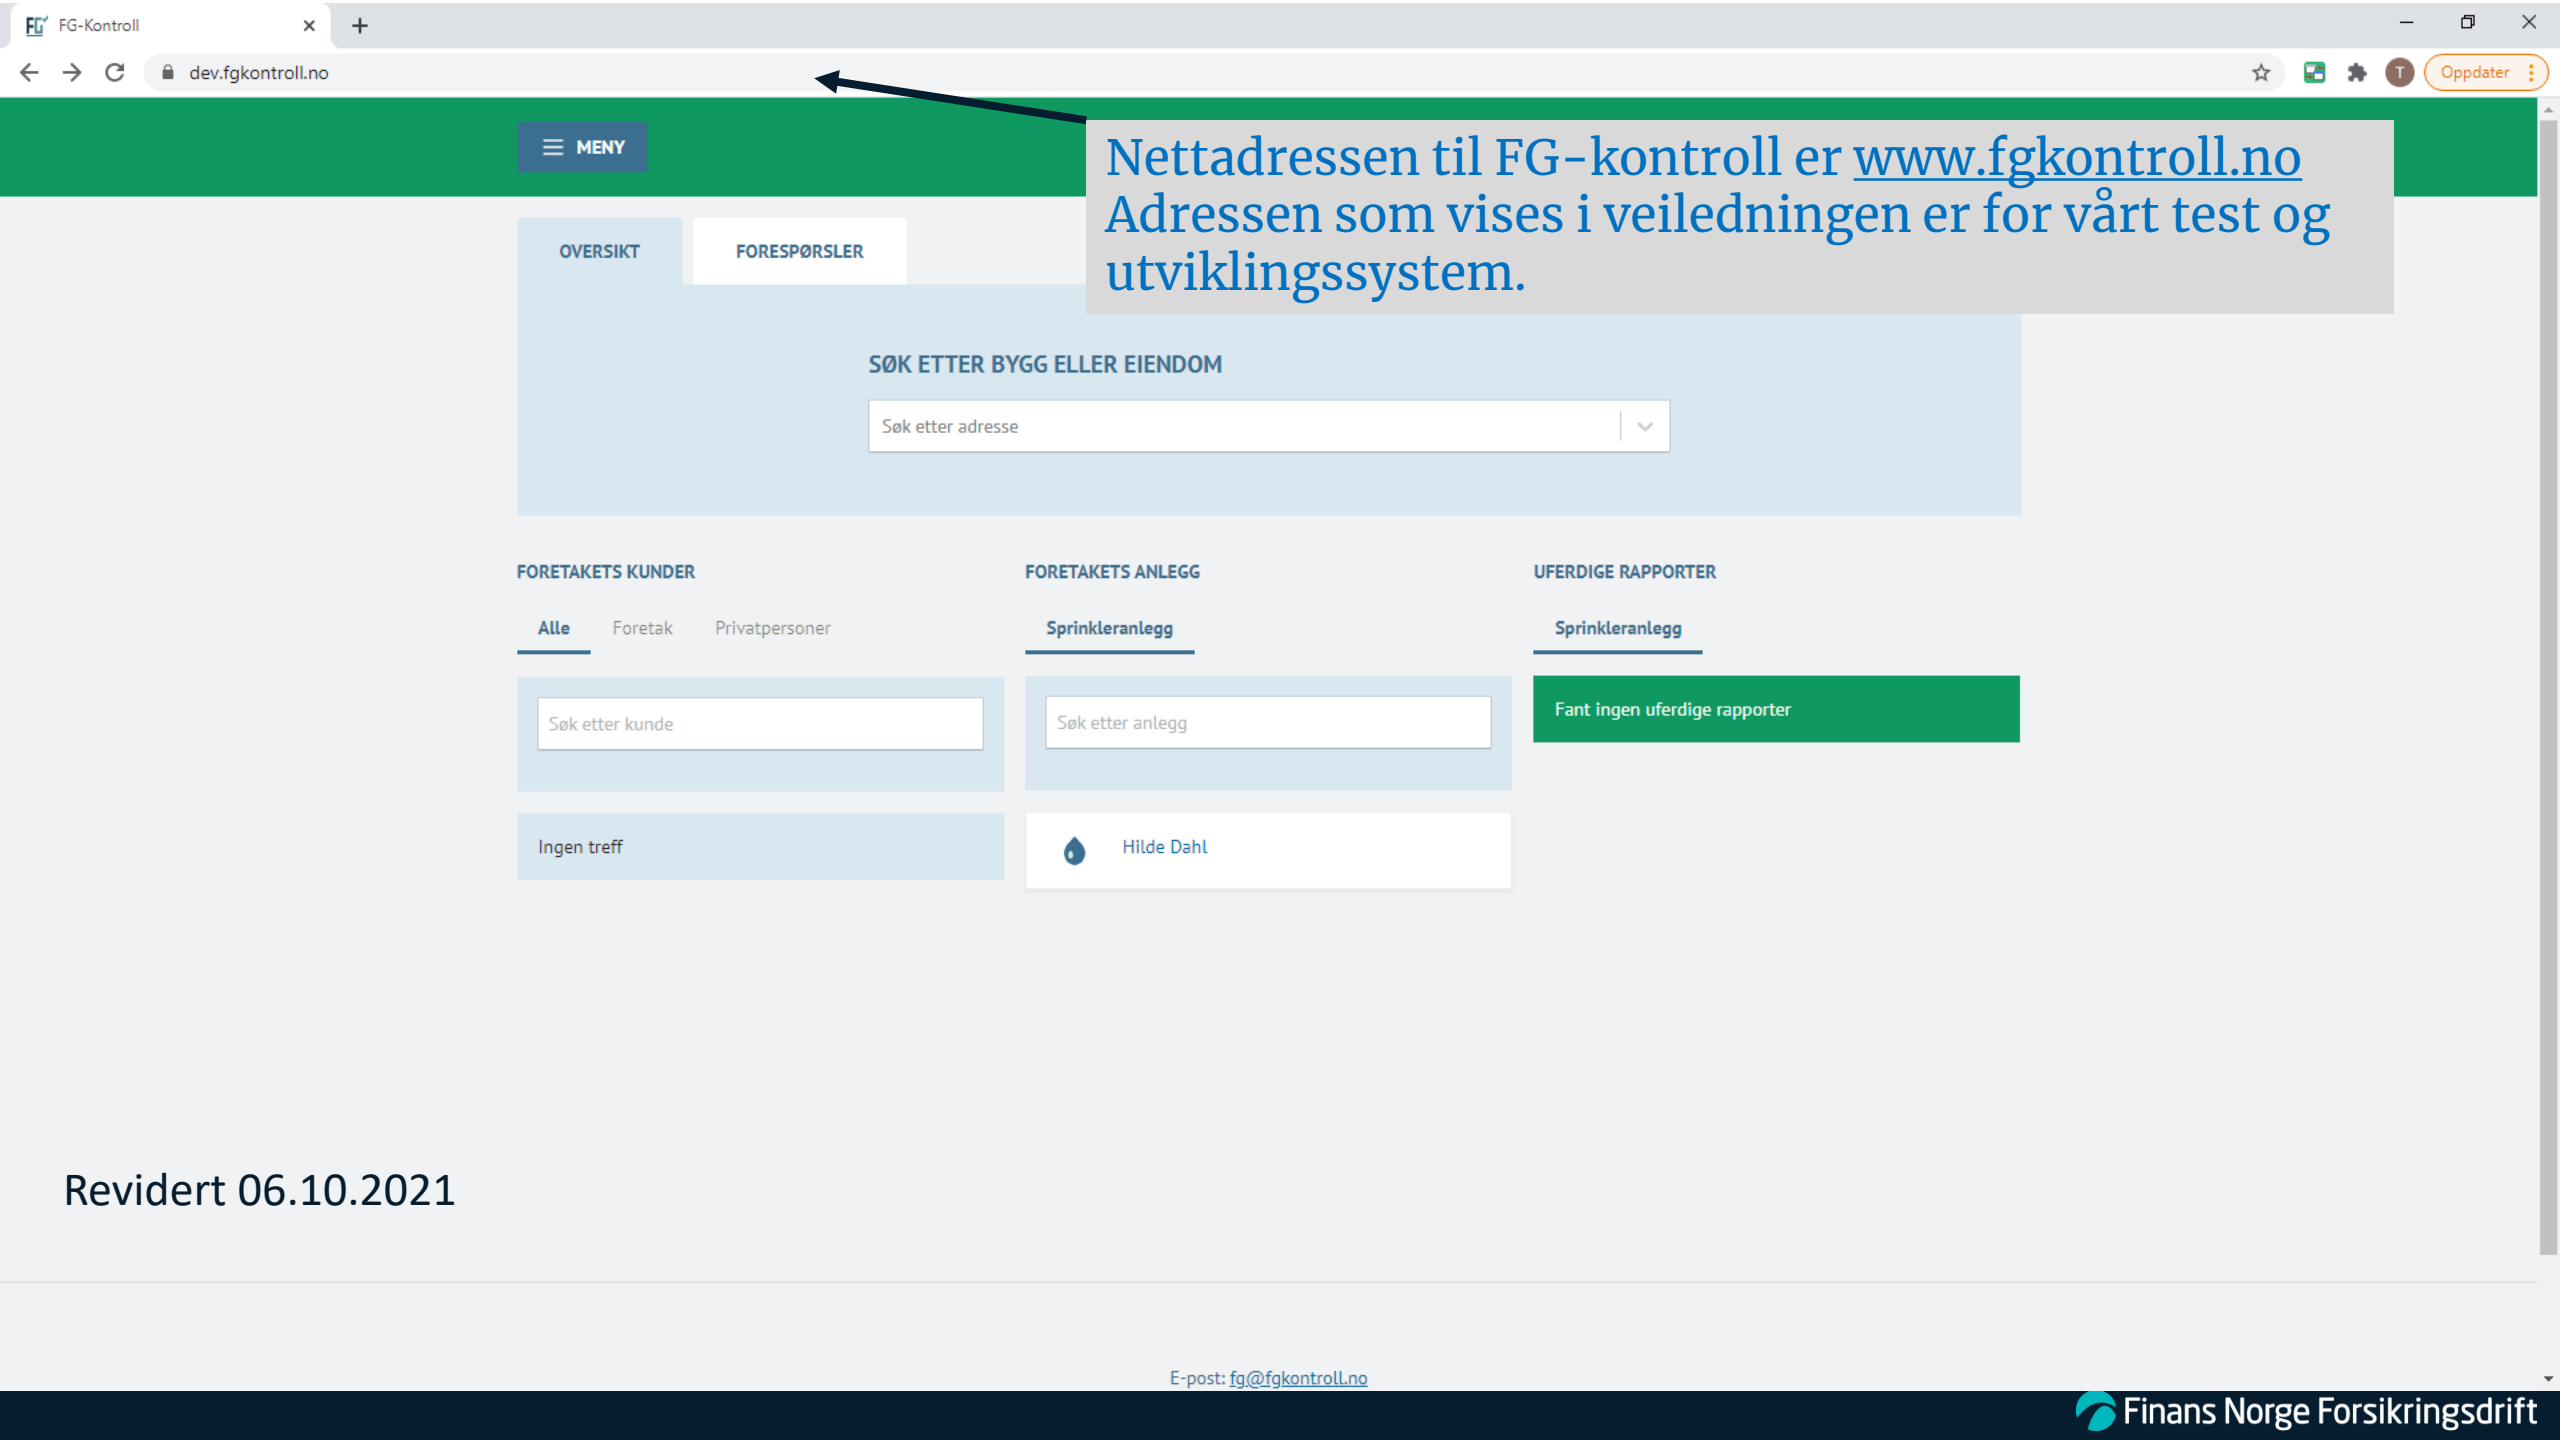 FG FG-Kontroll
dev.fgkontroll.no
T
Oppdater
MENY
Nettadressen til FG-kontroll er www.fgkontroll.no
Adressen som vises i veiledningen er for vårt test og
utviklingssystem.
OVERSIKT
FORESPØRSLER
SØK ETTER BYGG ELLER EIENDOM
Søk etter adresse
FORETAKETS KUNDER
Alle Foretak Privatpersoner
Søk etter kunde
Ingen treff
FORETAKETS ANLEGG
Sprinkleranlegg
Søk etter anlegg
Hilde Dahl
UFERDIGE RAPPORTER
Sprinkleranlegg
Fant ingen uferdige rapporter
Revidert 06.10.2021
E-post: fg@fgkontroll.no
Finans Norge Forsikringsdrift